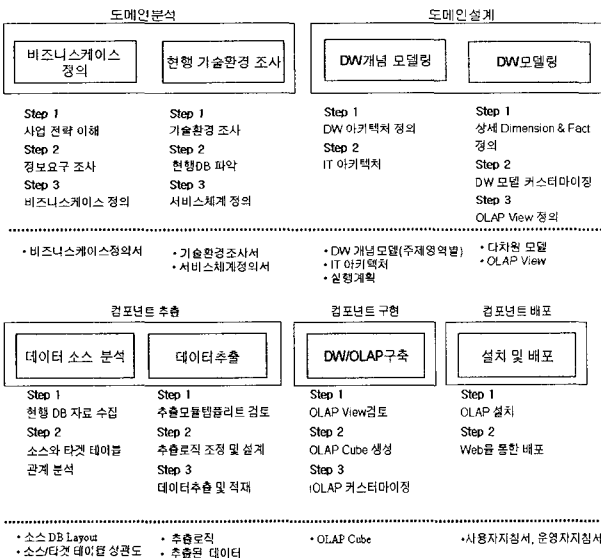 도메인분석
도메인설계
비즈니스케이스
정의
현행 기술환경 조사
DW개념 모델링
DW모델링
Step 1
사업 전략 이해
Step 2
정보요구 조사
Step 3
비즈니스케이스 정의
Step 1
기술환경 조사
Step 2
현행DB 파악
Step 3
서비스체계 정의
Step 1
DW 아키텍처 정의
Step 2
IT 아키텍처
Step 1
상세 Dimension & Fact
정의
Step 2
DW 모델 커스터마이징
Step 3
OLAP View 정의
• 비즈니스케이스정의서
• 기술환경조사서
• 서비스체계정의서
• DW 개념모델(주제영역별)
• IT 아키텍처
• 실행계획
• 다차원 모델
• OLAP View
컴포넌트 추출
컴포넌트 구현
컴포넌트 배포
데이터 소스 분석
데이터추출
DW/OLAP구축
설치 및 배포
Step 1
현행 DB 자료 수집
Step 2
소스와 타겟 테이블
관계 분석
Step 1
추출모듈템플리트 검토
Step 2
추출로직 조정 및 설계
Step 3
데이터추출 및 적재
Step 1
OLAP View검토
Step 2
OLAP Cube 생성
Step 3
OLAP 커스터마이징
Step 1
OLAP 설치
Step 2
Web을 통한 배포
• 소스 DB Layout
• 소스/타겟 테이블 상관도
• 추출로직
• 추출된 데이터
• OLAP Cube
• 사용자지침서, 운영자지침서